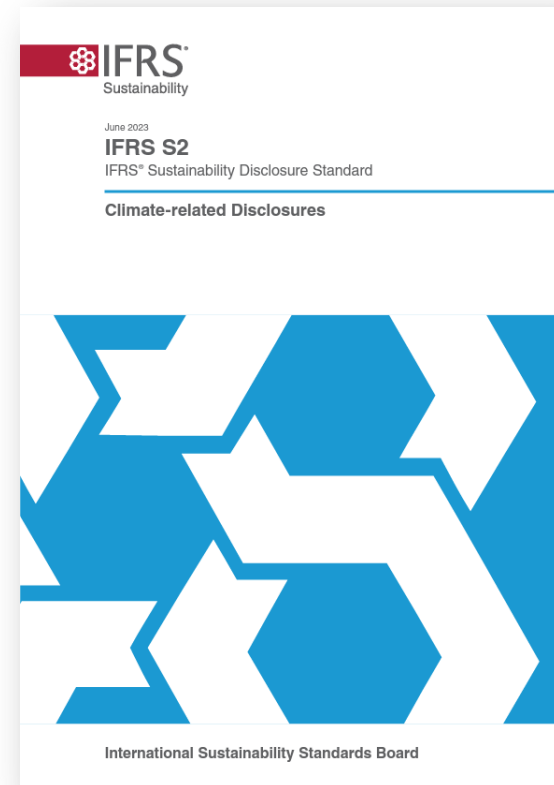 IFRS®
Sustainability
June 2023
IFRS S2
IFRS® Sustainability Disclosure Standard
Climate-related Disclosures
International Sustainability Standards Board